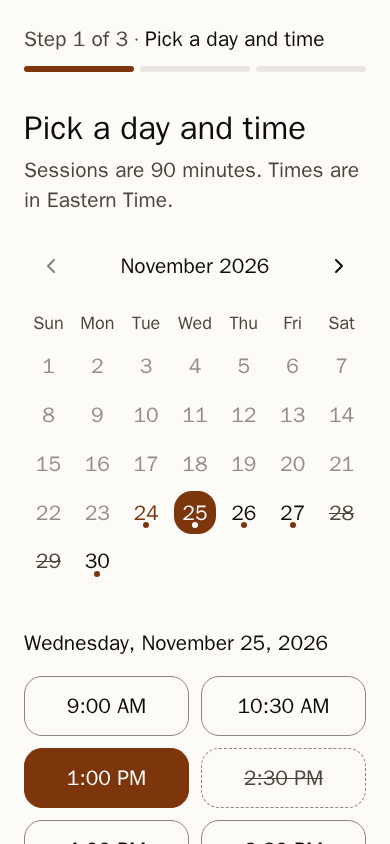 Step 1 of 3 · Pick a day and time
Pick a day and time
Sessions are 90 minutes. Times are
in Eastern Time.
November 2026
Sun Mon Tue Wed Thu Fri Sat
1 2 3 4 5 6 7
8 9 10 11 12 13 14
15 16 17 18 19 20 21
22 23 24 25 26 27 28
29 30
Wednesday, November 25, 2026
9:00 AM 10:30 AM
1:00 PM 2:30 PM